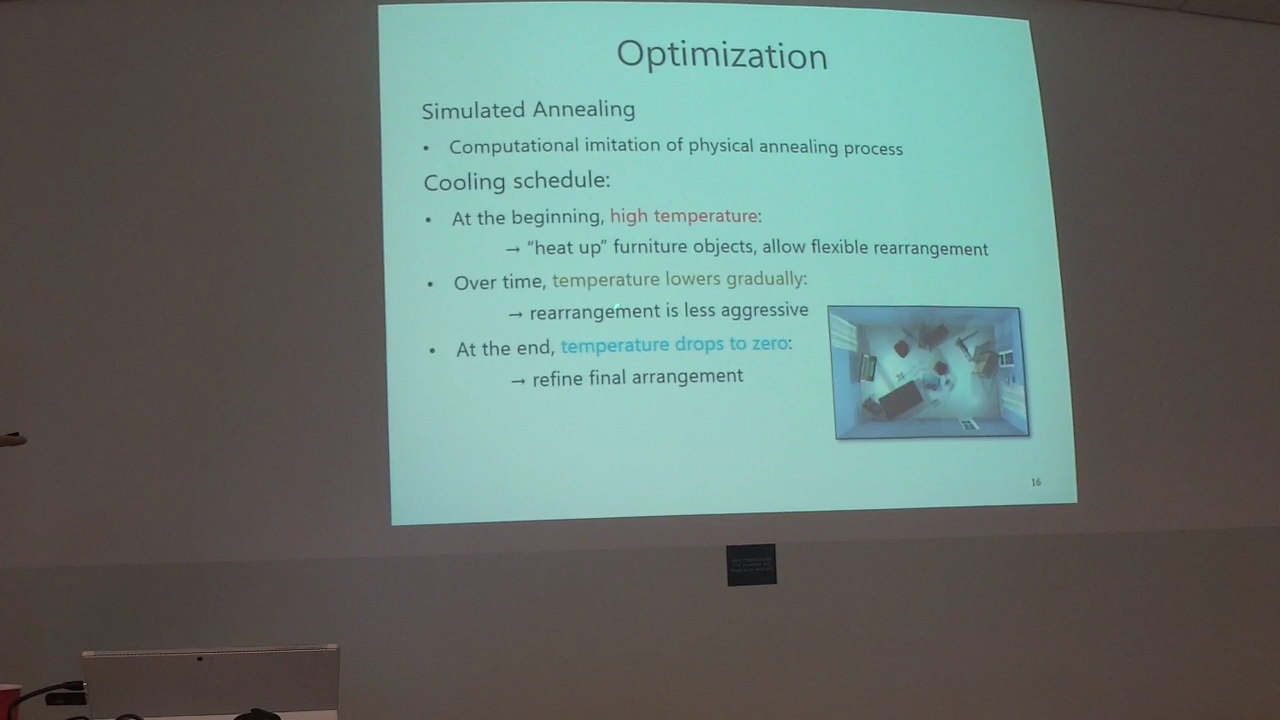 Optimization
Simulated Annealing
• Computational imitation of physical annealing process
Cooling schedule:
• At the beginning, high temperature:
→ “heat up” furniture objects, allow flexible rearrangement
• Over time, temperature lowers gradually:
→ rearrangement is less aggressive
• At the end, temperature drops to zero:
→ refine final arrangement
16